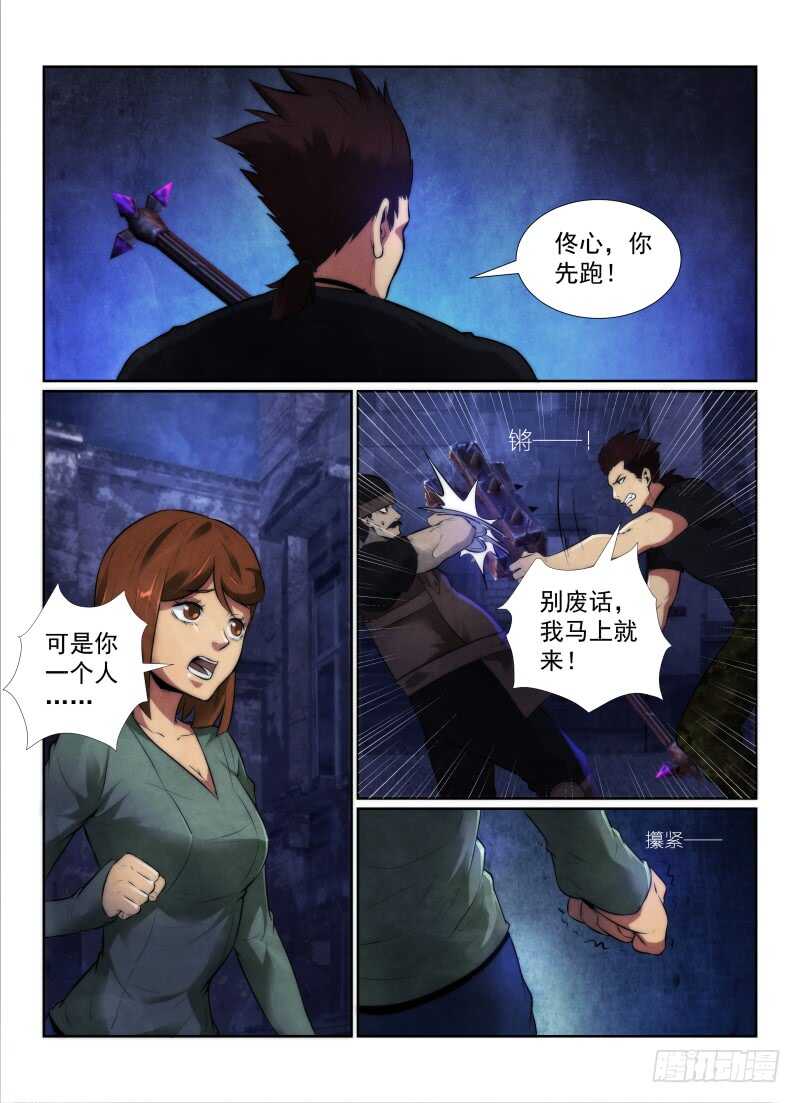 佟心，你
先跑！
可是你
一个人
……
锵——！
别废话，
我马上就
来！
攥紧——
腾讯动漫